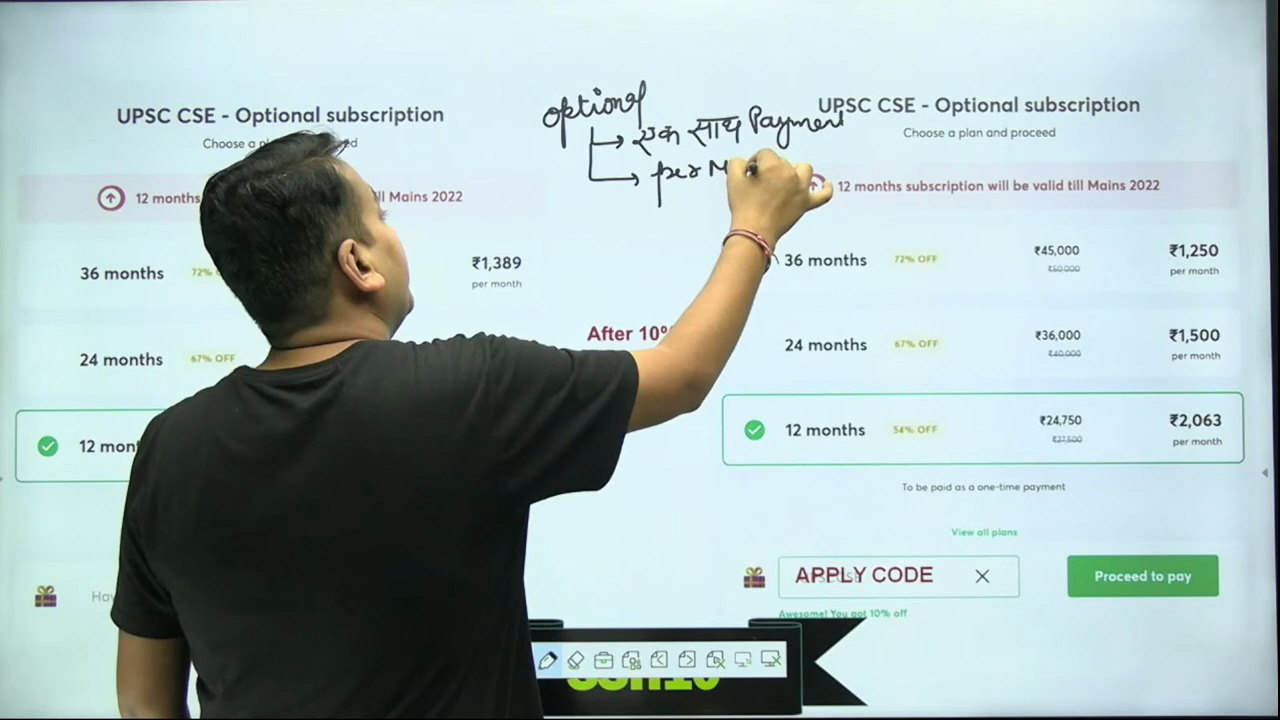 UPSC CSE - Optional subscription
Choose a
ed
12 months
ll Mains 2022
36 months 72% ₹1,389
per month
24 months 67% OFF
12
After 10%
optional
एक साथ Payment
per
UPSC CSE - Optional subscription
Choose a plan and proceed
12 months subscription will be valid till Mains 2022
36 months 72% OFF ₹45,000 ₹1,250
₹50,000 per month
24 months 67% OFF ₹36,000 ₹1,500
₹40,000 per month
12 months 54% OFF ₹24,750 ₹2,063
₹27,500 per month
To be paid as a one-time payment
View all plans
APPLY CODE
Proceed to pay
Awesome! You got 10% off